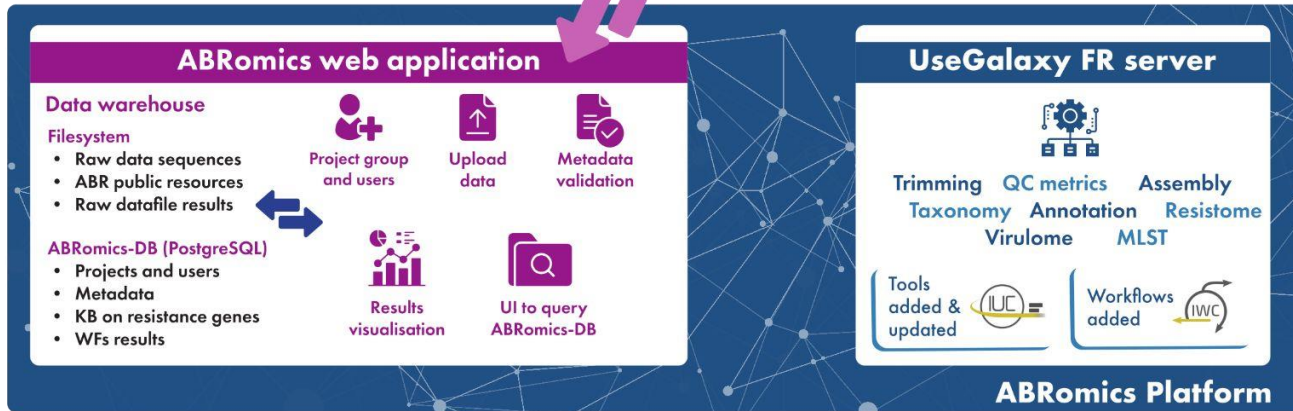 ABRomics web application
Data warehouse
Filesystem
• Raw data sequences
• ABR public resources
• Raw datafile results
ABRomics-DB (PostgreSQL)
• Projects and users
• Metadata
• KB on resistance genes
• WFs results
Project group
and users
Upload
data
Metadata
validation
Results
visualisation
UI to query
ABRomics-DB
UseGalaxy FR server
Trimming QC metrics Assembly
Taxonomy Annotation Resistome
Virulome MLST
Tools
added &
updated
IUC
Workflows
added
IWC
ABRomics Platform